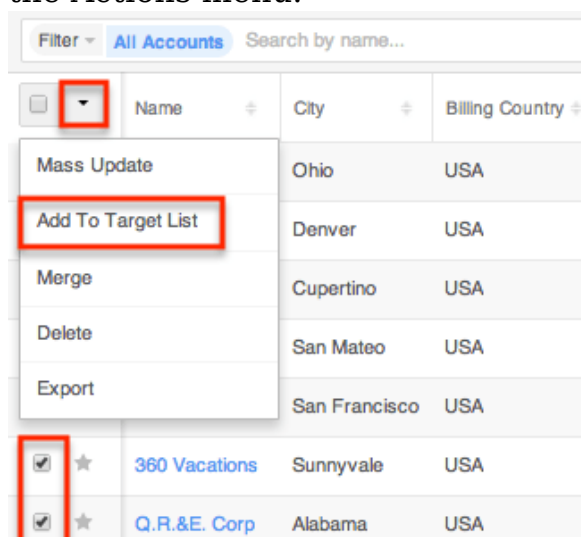 the Actions menu.
Filter All Accounts Search by name...
Name City Billing Country
Mass Update Ohio USA
Add To Target List Denver USA
Merge Cupertino USA
Delete San Mateo USA
Export San Francisco USA
360 Vacations Sunnyvale USA
Q.R.&E. Corp Alabama USA